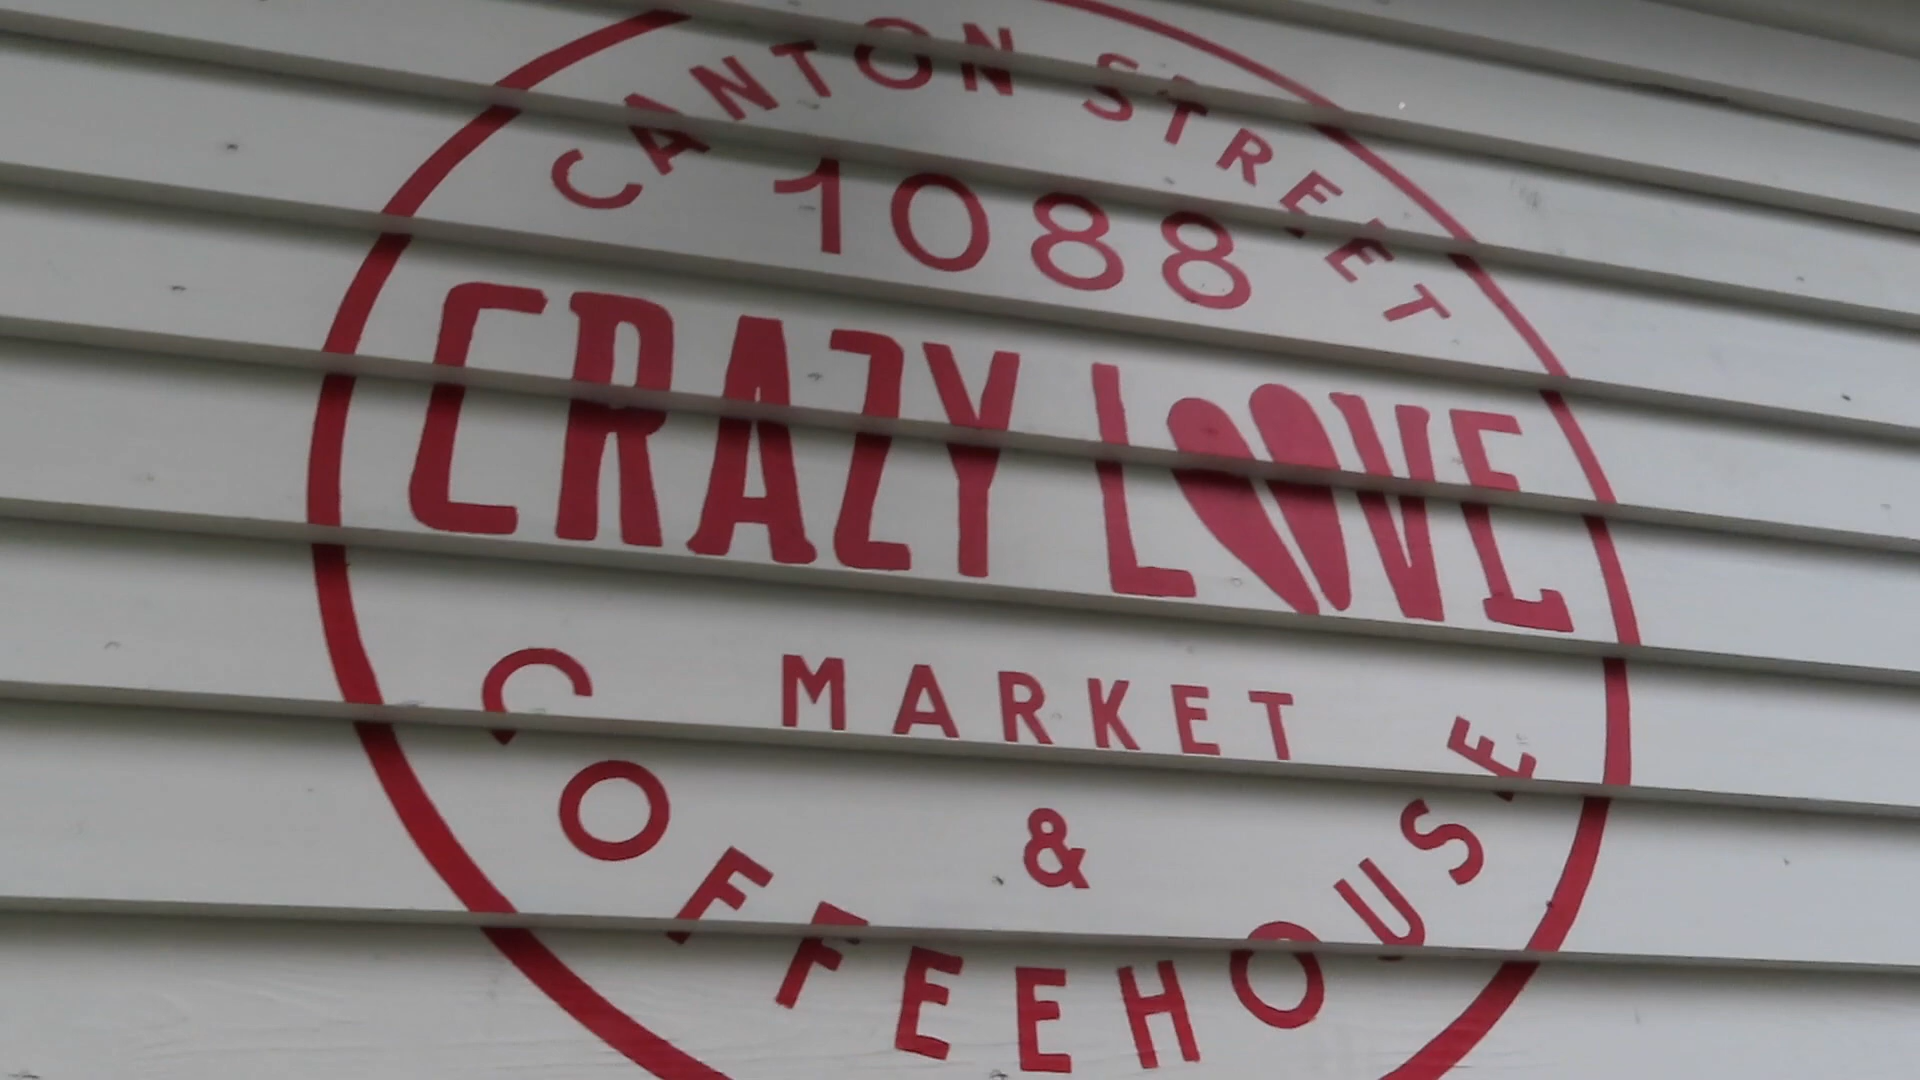 CANTON STREET
1088
CRAZY LOVE
MARKET
&
COFFEEHOUSE